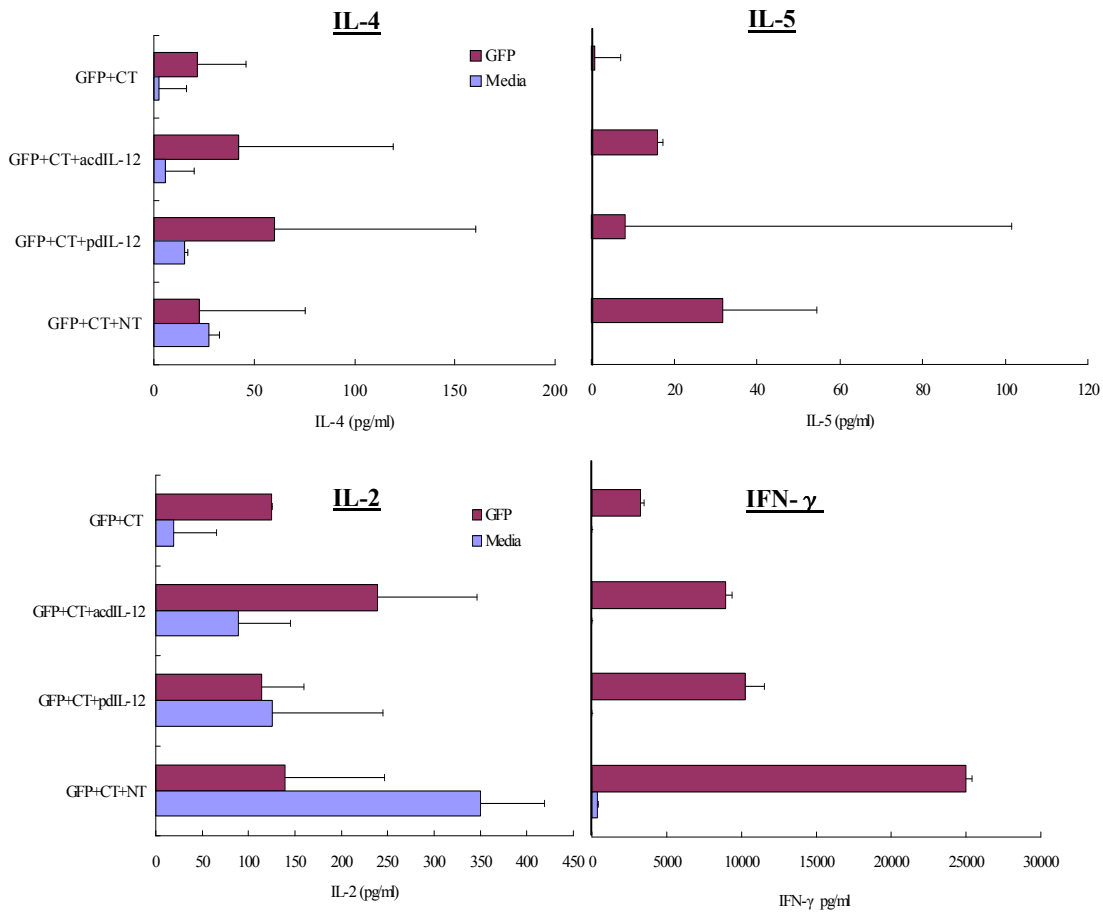 IL-4
GFP
Media
GFP+CT
GFP+CT+acdIL-12
GFP+CT+pdIL-12
GFP+CT+NT
0 50 100 150 200
IL-4 (pg/ml)
IL-5
0 20 40 60 80 100 120
IL-5 (pg/ml)
IL-2
GFP
Media
GFP+CT
GFP+CT+acdIL-12
GFP+CT+pdIL-12
GFP+CT+NT
0 50 100 150 200 250 300 350 400 450
IL-2 (pg/ml)
IFN- γ
0 5000 10000 15000 20000 25000 30000
IFN-γ pg/ml